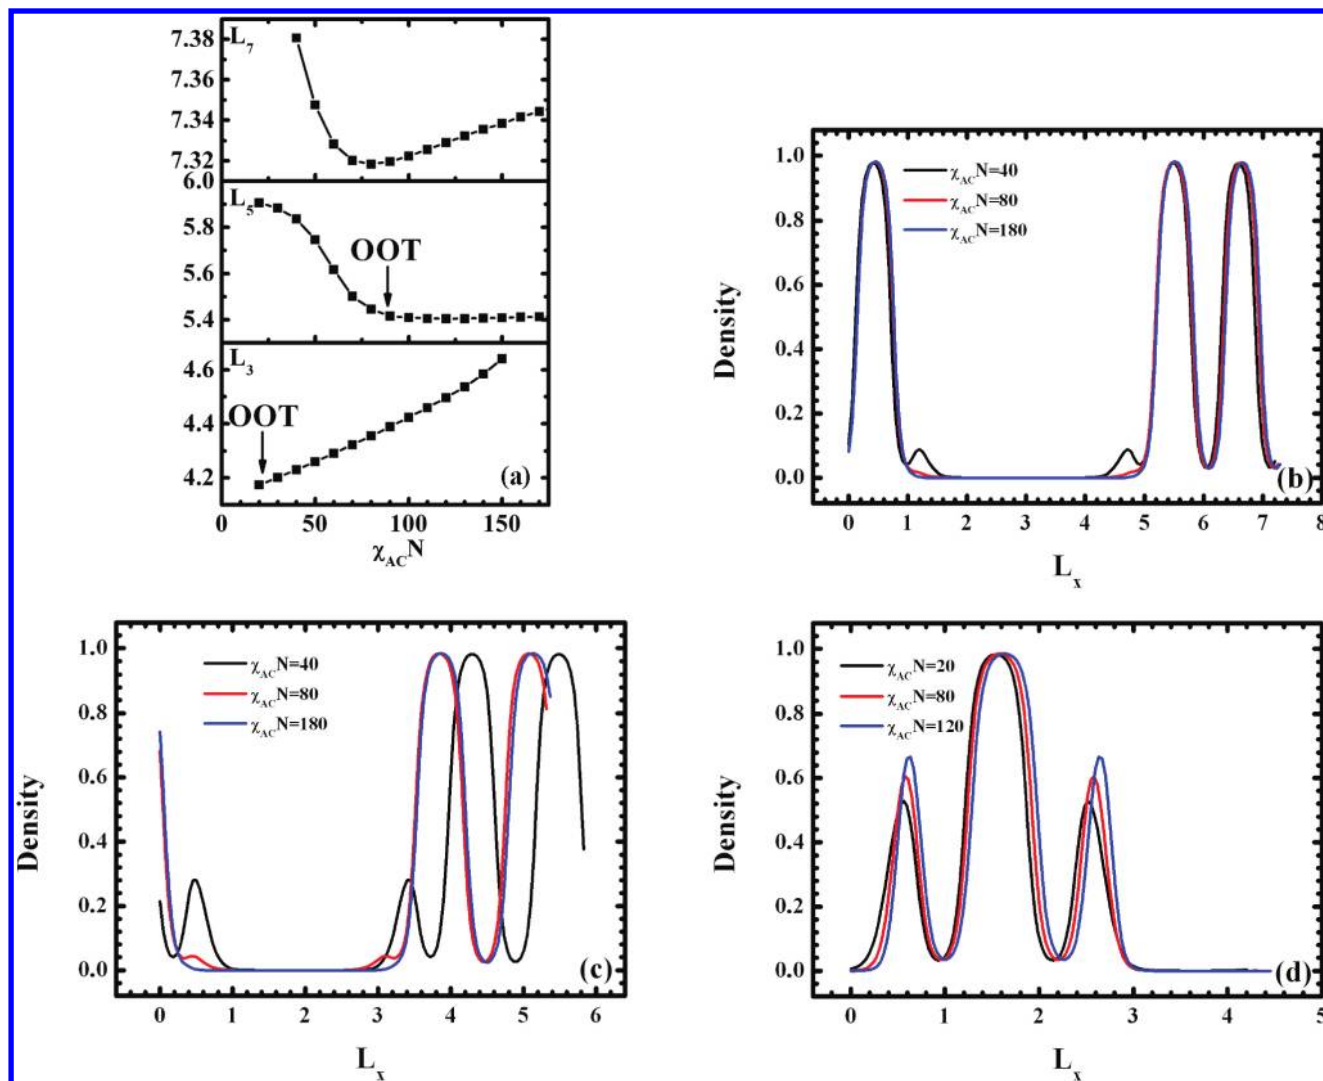 7.38
L7
7.36
7.34
7.32
6.0
L5
5.8
OOT
5.6
5.4
4.6
L3
OOT
4.4
4.2
(a)
0 50 100 150
χACN
1.0
0.8
0.6
0.4
0.2
0.0
Density
χACN=40
χACN=80
χACN=180
(b)
0 1 2 3 4 5 6 7 8
Lx
1.0
0.8
0.6
0.4
0.2
0.0
Density
χACN=40
χACN=80
χACN=180
(c)
0 1 2 3 4 5 6
Lx
1.0
0.8
0.6
0.4
0.2
0.0
Density
χACN=20
χACN=80
χACN=120
(d)
0 1 2 3 4 5
Lx